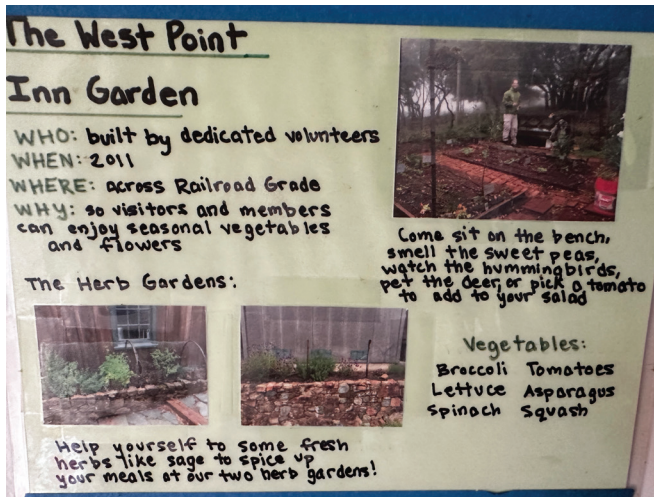 The West Point
Inn Garden
WHO: built by dedicated volunteers
WHEN: 2011
WHERE: across Railroad Grade
WHY: so visitors and members
can enjoy seasonal vegetables
and flowers
Come sit on the bench,
smell the sweet peas,
watch the hummingbirds,
pet the deer, or pick a tomato
to add to your salad
The Herb Gardens:
Vegetables:
Broccoli Tomatoes
Lettuce Asparagus
Spinach Squash
Help yourself to some fresh
herbs like sage to spice up
your meals at our two herb gardens!